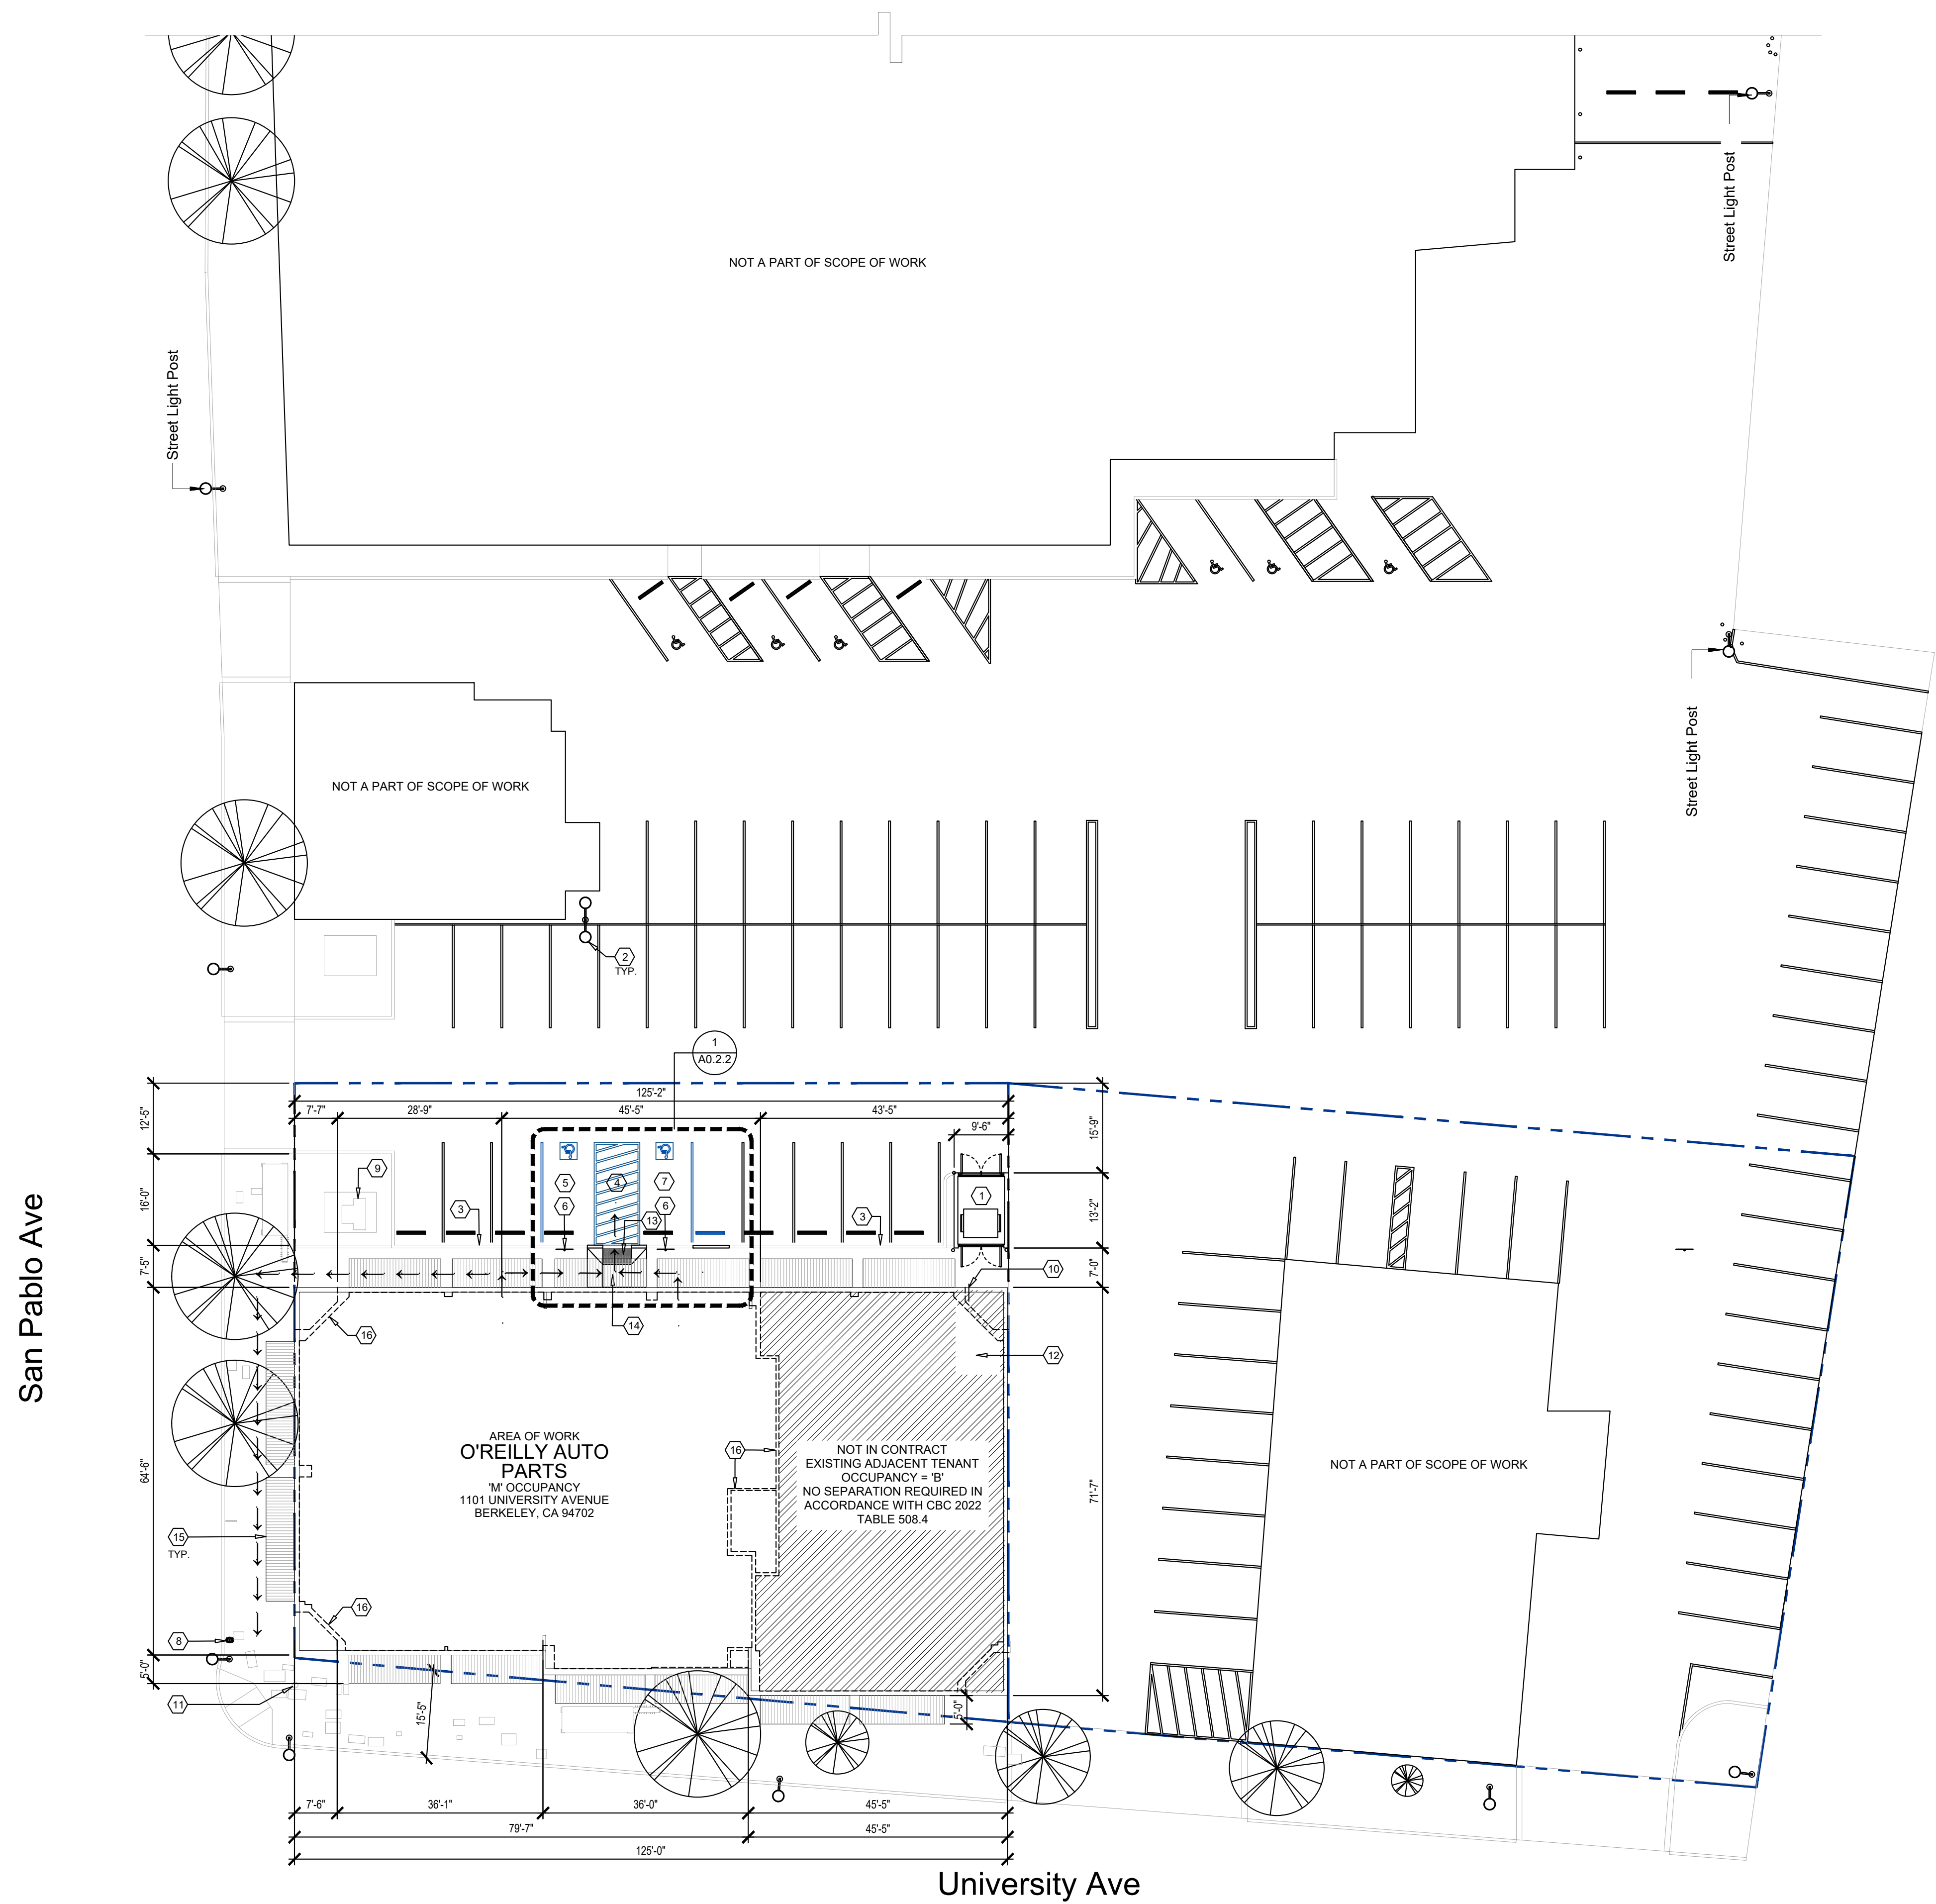 NOT A PART OF SCOPE OF WORK
Street Light Post
Street Light Post
Street Light Post
NOT A PART OF SCOPE OF WORK
2
TYP.
1
A0.2.2
125'-2"
7'-7"
28'-9"
45'-5"
43'-5"
9'-6"
12'-5"
16'-0"
7'-5"
64'-6"
5'-0"
15'-9"
13'-2"
7'-0"
71'-7"
9
3
5
6
4
7
6
13
3
1
10
14
16
12
San Pablo Ave
AREA OF WORK
O'REILLY AUTO
PARTS
'M' OCCUPANCY
1101 UNIVERSITY AVENUE
BERKELEY, CA 94702
16
NOT IN CONTRACT
EXISTING ADJACENT TENANT
OCCUPANCY = 'B'
NO SEPARATION REQUIRED IN
ACCORDANCE WITH CBC 2022
TABLE 508.4
NOT A PART OF SCOPE OF WORK
15
TYP.
16
8
11
15'-5"
5'-0"
7'-6"
36'-1"
36'-0"
45'-5"
79'-7"
45'-5"
125'-0"
University Ave